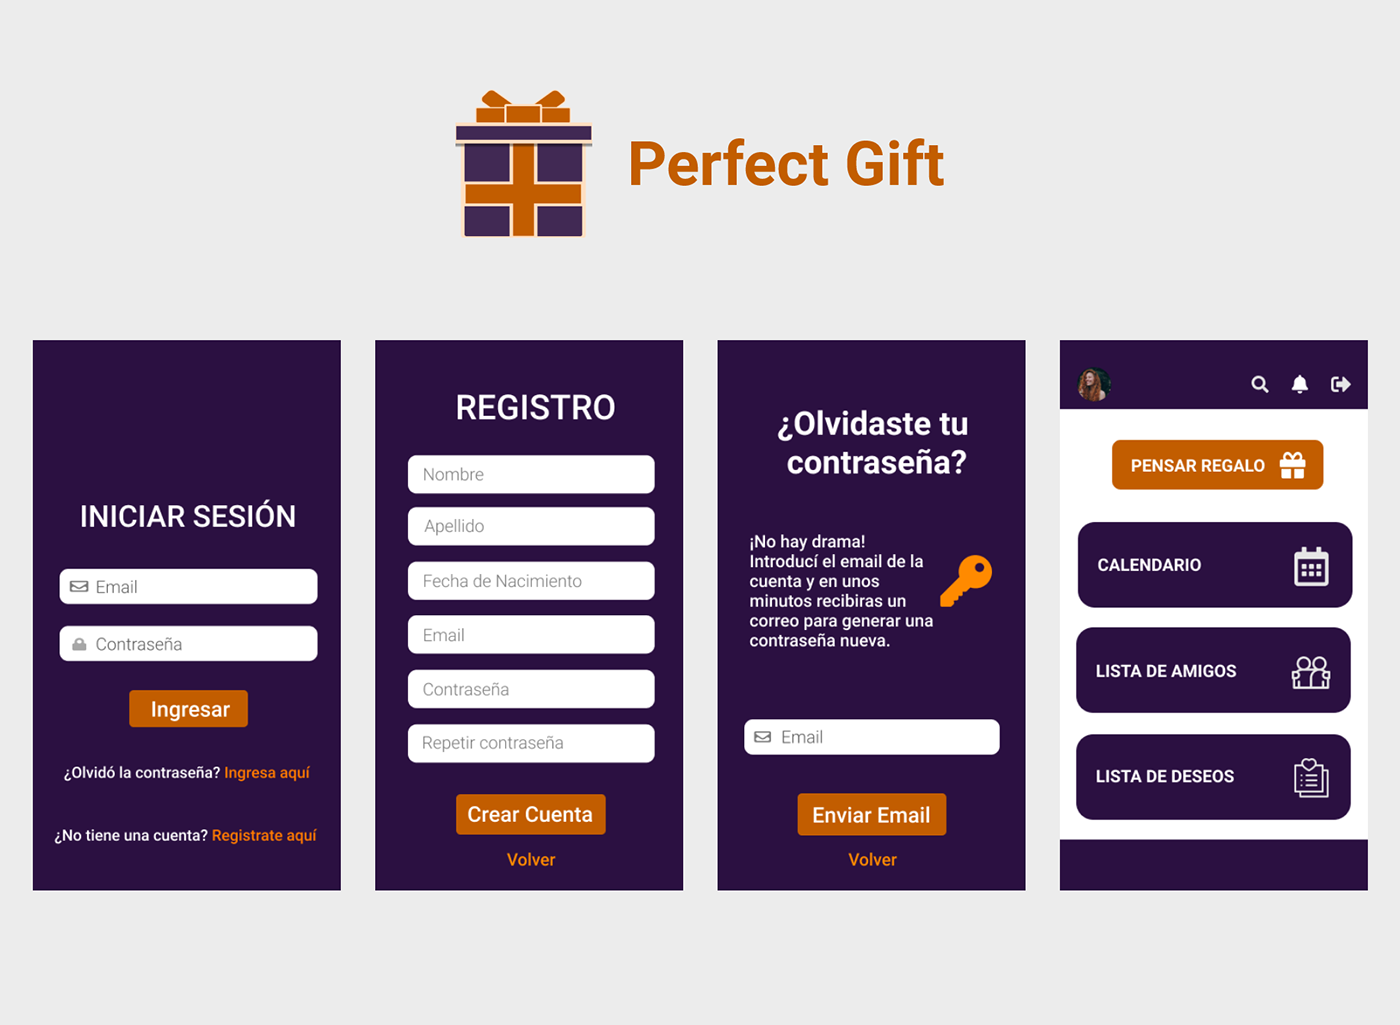 Perfect Gift
INICIAR SESIÓN
Email
Contraseña
Ingresar
¿Olvidó la contraseña? Ingresa aquí
¿No tiene una cuenta? Registrate aquí
REGISTRO
Nombre
Apellido
Fecha de Nacimiento
Email
Contraseña
Repetir contraseña
Crear Cuenta
Volver
¿Olvidaste tu
contraseña?
¡No hay drama!
Introducí el email de la
cuenta y en unos
minutos recibiras un
correo para generar una
contraseña nueva.
Email
Enviar Email
Volver
PENSAR REGALO
CALENDARIO
LISTA DE AMIGOS
LISTA DE DESEOS